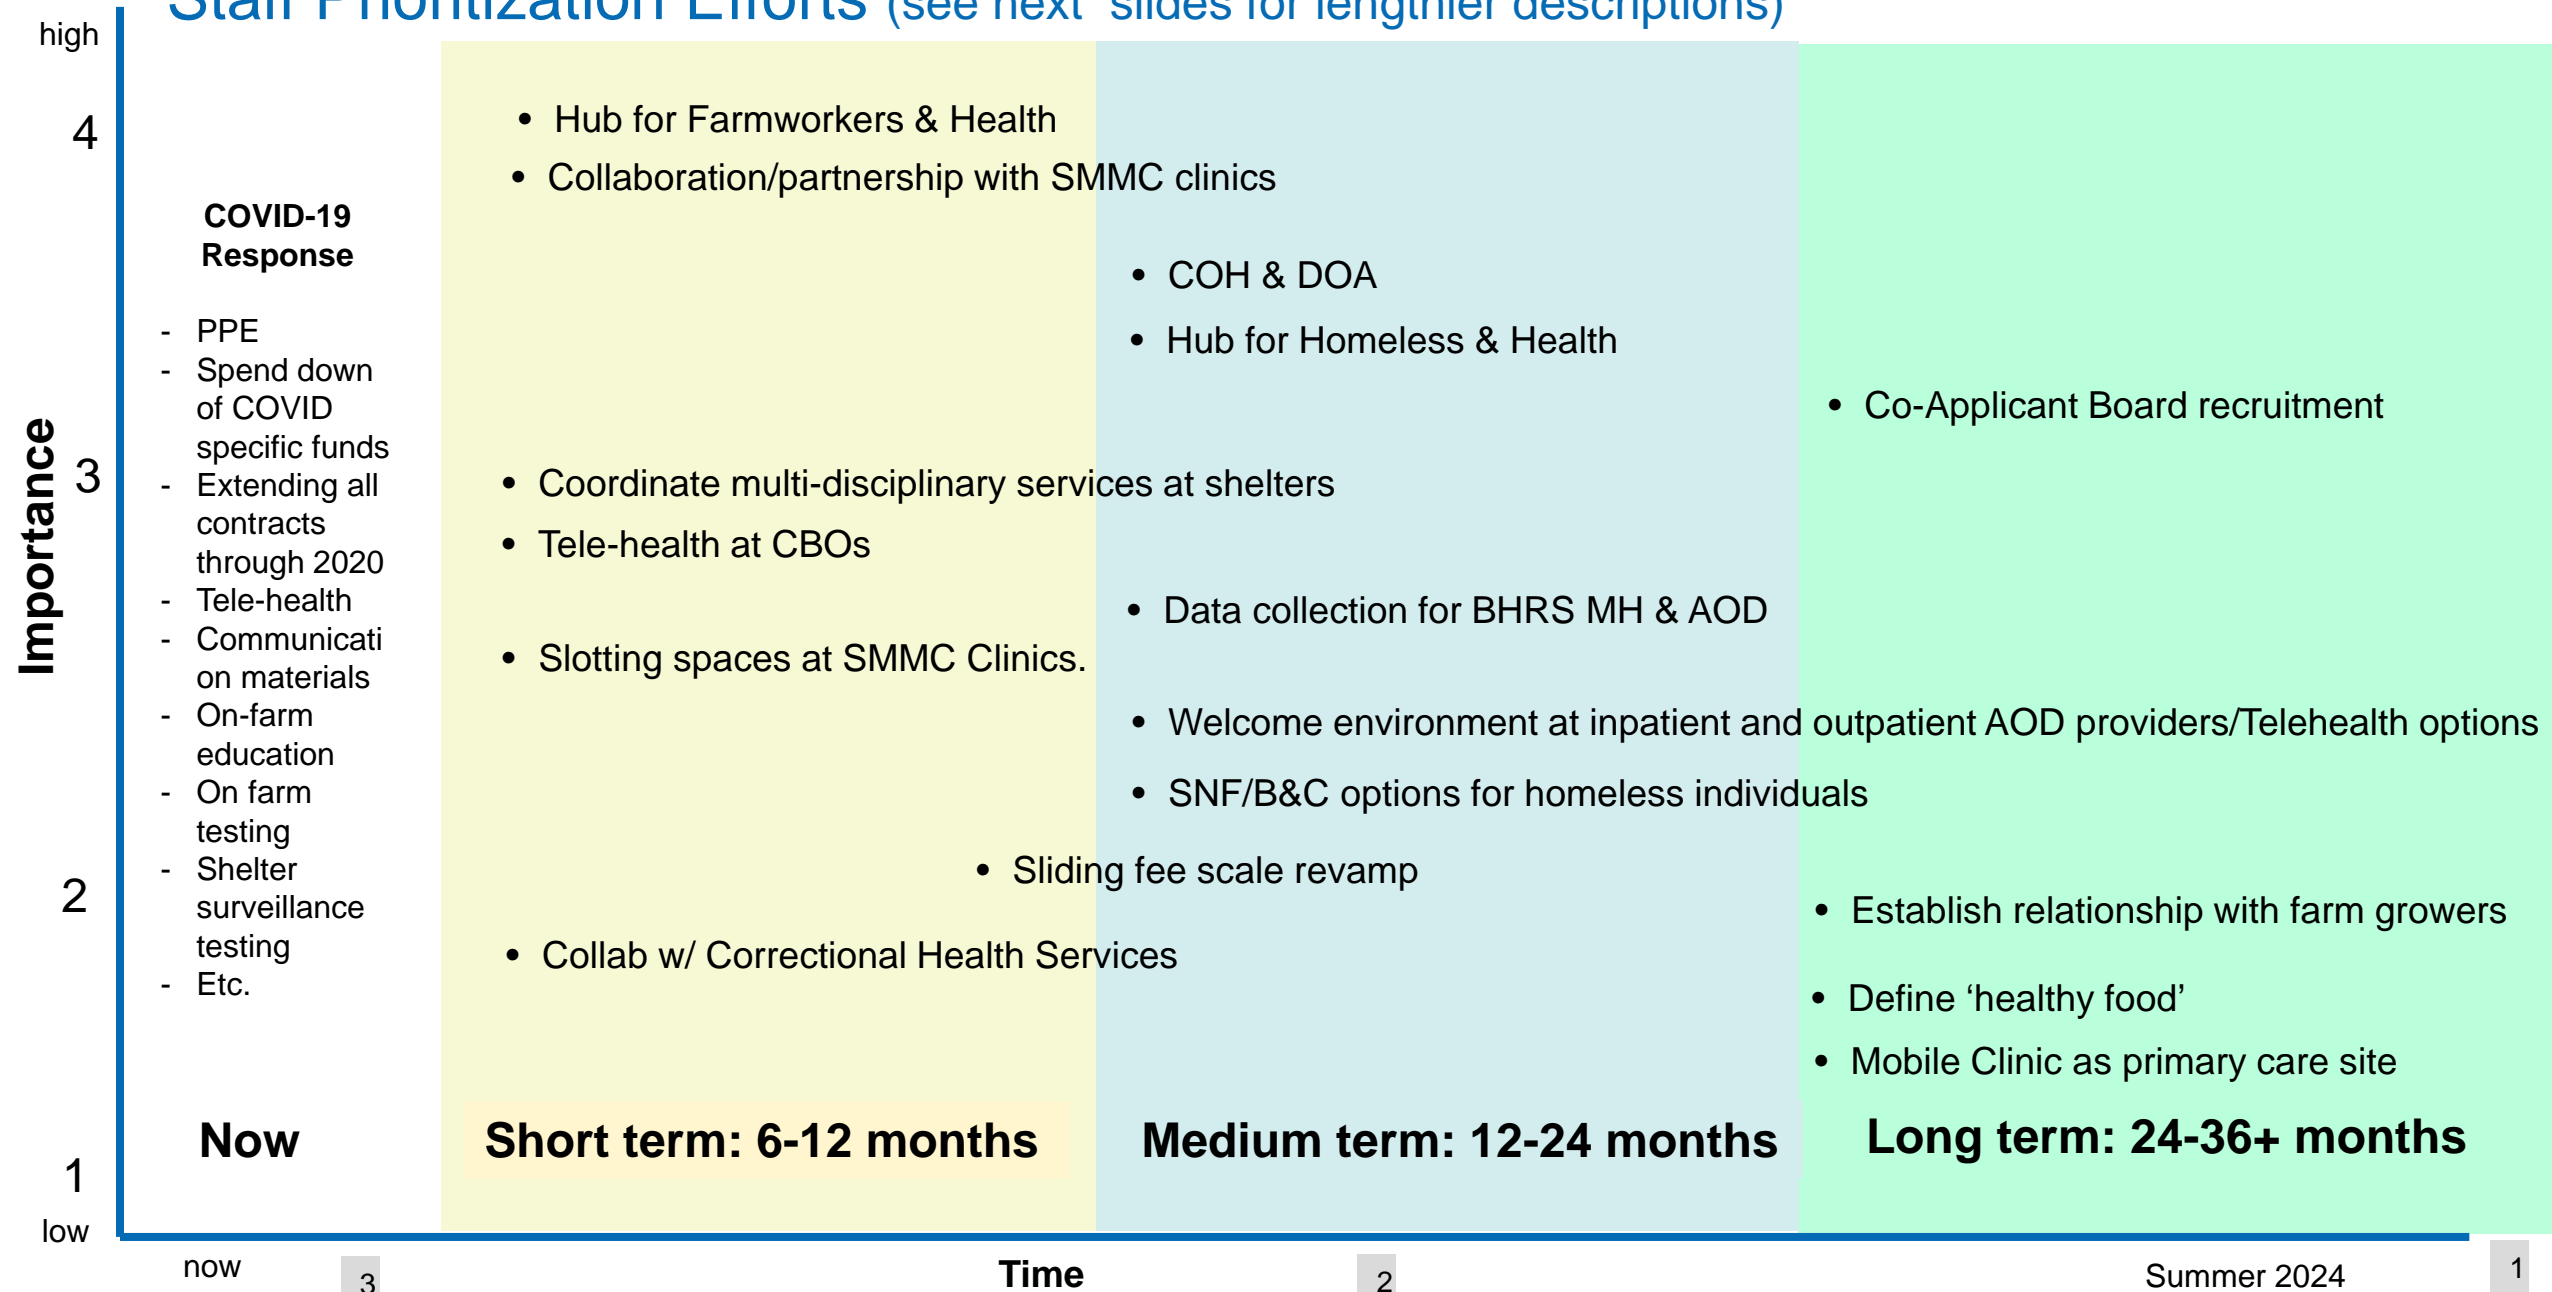 Staff Prioritization Efforts (see next slides for lengthier descriptions)
high
4
3
2
1
low
Importance
COVID-19
Response
- PPE
- Spend down
of COVID
specific funds
- Extending all
contracts
through 2020
- Tele-health
- Communicati
on materials
- On-farm
education
- On farm
testing
- Shelter
surveillance
testing
- Etc.
Now
• Hub for Farmworkers & Health
• Collaboration/partnership with SMMC clinics
• Coordinate multi-disciplinary services at shelters
• Tele-health at CBOs
• Slotting spaces at SMMC Clinics.
• Sliding fee scale revamp
• Collab w/ Correctional Health Services
Short term: 6-12 months
• COH & DOA
• Hub for Homeless & Health
• Data collection for BHRS MH & AOD
• Welcome environment at inpatient and outpatient AOD providers/Telehealth options
• SNF/B&C options for homeless individuals
Medium term: 12-24 months
• Co-Applicant Board recruitment
• Establish relationship with farm growers
• Define ‘healthy food’
• Mobile Clinic as primary care site
Long term: 24-36+ months
now
3
Time
2
Summer 2024
1